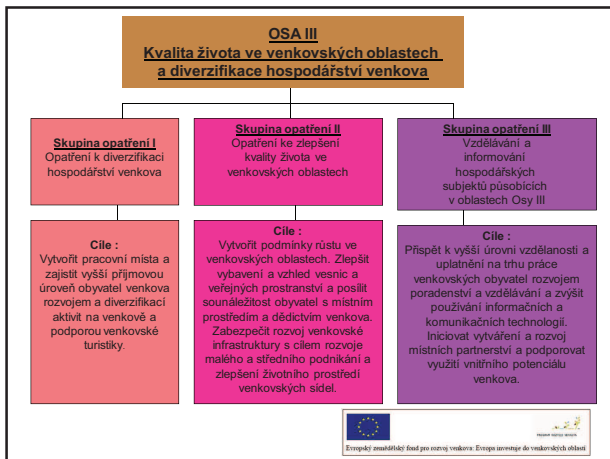 OSA III
Kvalita života ve venkovských oblastech
a diverzifikace hospodářství venkova
Skupina opatření I
Opatření k diverzifikaci
hospodářství venkova
Skupina opatření II
Opatření ke zlepšení
kvality života ve
venkovských oblastech
Skupina opatření III
Vzdělávání a
informování
hospodářských
subjektů působících
v oblastech Osy III
Cíle :
Vytvořit pracovní místa a
zajistit vyšší příjmovou
úroveň obyvatel venkova
rozvojem a diverzifikací
aktivit na venkově a
podporou venkovské
turistiky.
Cíle :
Vytvořit podmínky růstu ve
venkovských oblastech. Zlepšit
vybavení a vzhled vesnic a
veřejných prostranství a posílit
sounáležitost obyvatel s místním
prostředím a dědictvím venkova.
Zabezpečit rozvoj venkovské
infrastruktury s cílem rozvoje
malého a středního podnikání a
zlepšení životního prostředí
venkovských sídel.
Cíle :
Přispět k vyšší úrovni vzdělanosti a
uplatnění na trhu práce
venkovských obyvatel rozvojem
poradenství a vzdělávání a zvýšit
používání informačních a
komunikačních technologií.
Iniciovat vytváření a rozvoj
místních partnerství a podporovat
využití vnitřního potenciálu
venkova.
Evropský zemědělský fond pro rozvoj venkova: Evropa investuje do venkovských oblastí